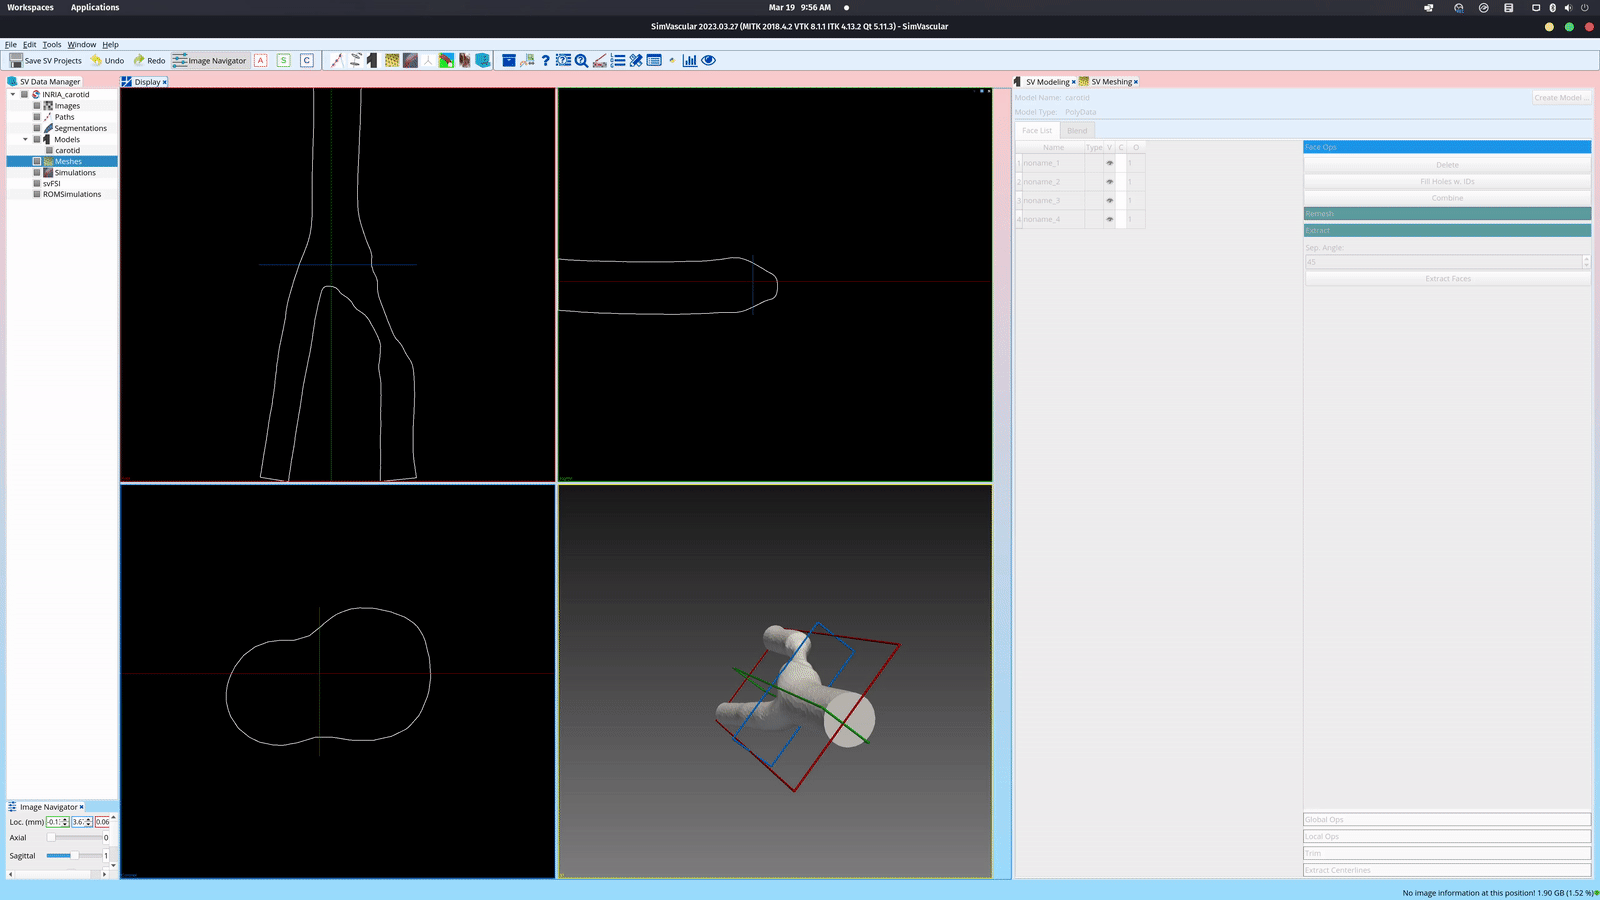 Workspaces Applications Mar 19 9:56 AM
SimVascular 2023.03.27 (MITK 2018.4.2 VTK 8.1.1 ITK 4.13.2 Qt 5.11.3) - SimVascular
File Edit Tools Window Help
Save SV Projects Undo Redo Image Navigator A S C
SV Data Manager
INRIA_carotid
Images
Paths
Segmentations
Models
carotid
Meshes
Simulations
svFSI
ROMSimulations
Display
SV Modeling SV Meshing
Model Name: carotid
Create Model ...
Model Type: PolyData
Face List Blend
Name Type V C O
1 noname_1 1
2 noname_2 1
3 noname_3 1
4 noname_4 1
Face Ops
Delete
Fill Holes w. IDs
Combine
Remesh
Extract
Sep. Angle:
45
Extract Faces
Global Ops
Local Ops
Trim
Extract Centerlines
Image Navigator
Loc. (mm) -0.1 3.6 0.06
Axial 0
Sagittal 1
No image information at this position! 1.90 GB (1.52 %)